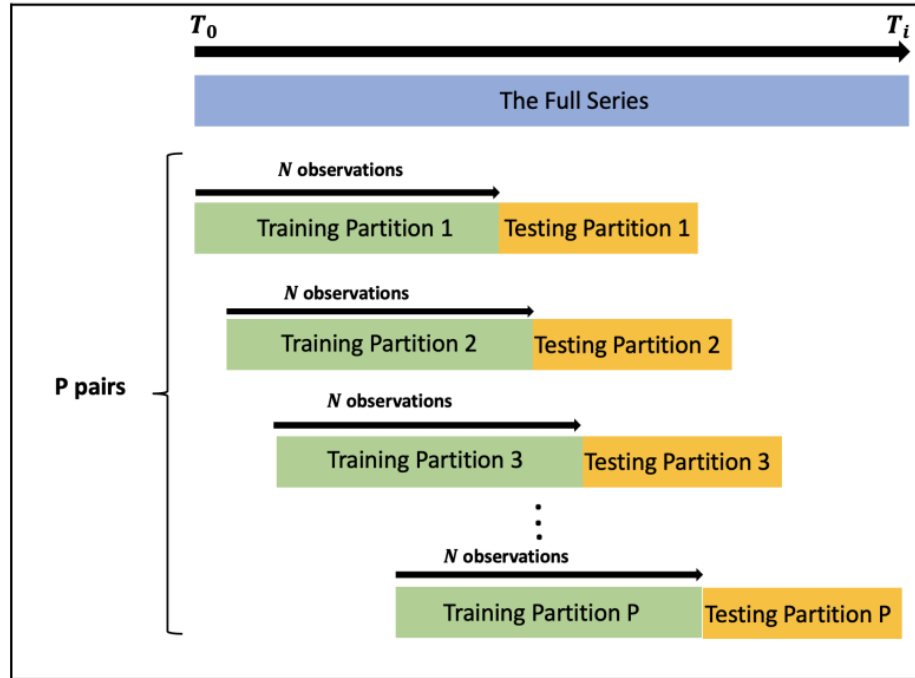 T₀ Tᵢ
The Full Series
N observations
Training Partition 1 Testing Partition 1
N observations
Training Partition 2 Testing Partition 2
P pairs
N observations
Training Partition 3 Testing Partition 3
N observations
Training Partition P Testing Partition P